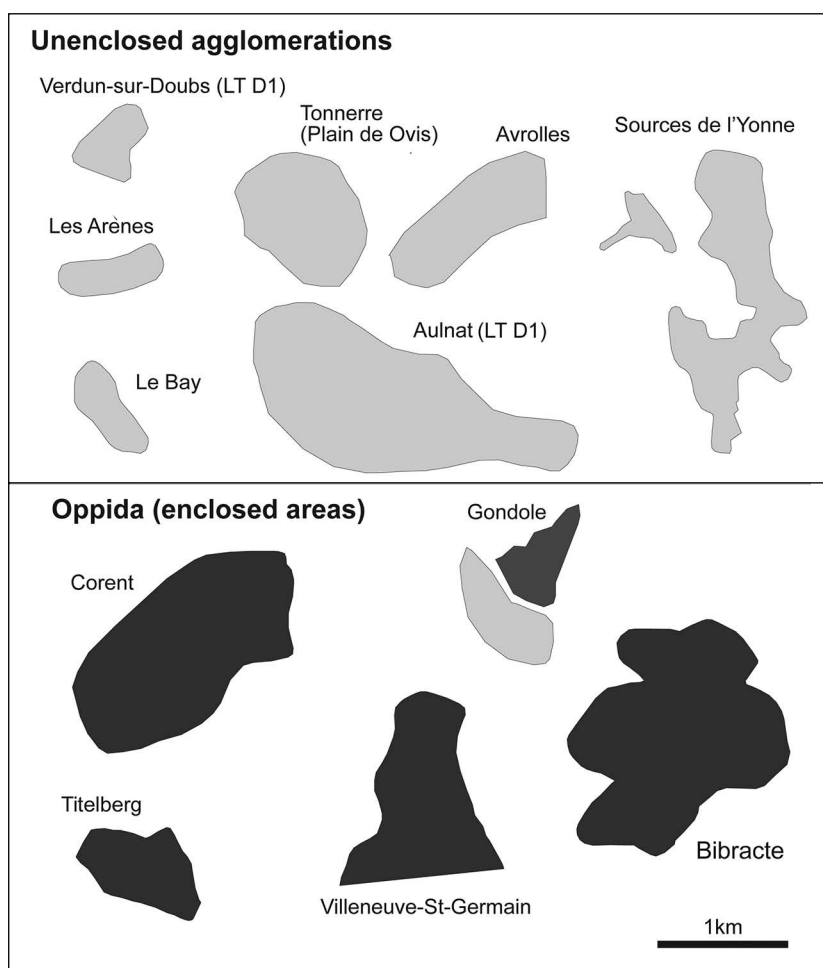 Unenclosed agglomerations
Verdun-sur-Doubs (LT D1)
Tonnerre
(Plain de Ovis)
Avrolles
Sources de l'Yonne
Les Arènes
Aulnat (LT D1)
Le Bay
Oppida (enclosed areas)
Gondole
Corent
Titelberg
Bibracte
Villeneuve-St-Germain
1km